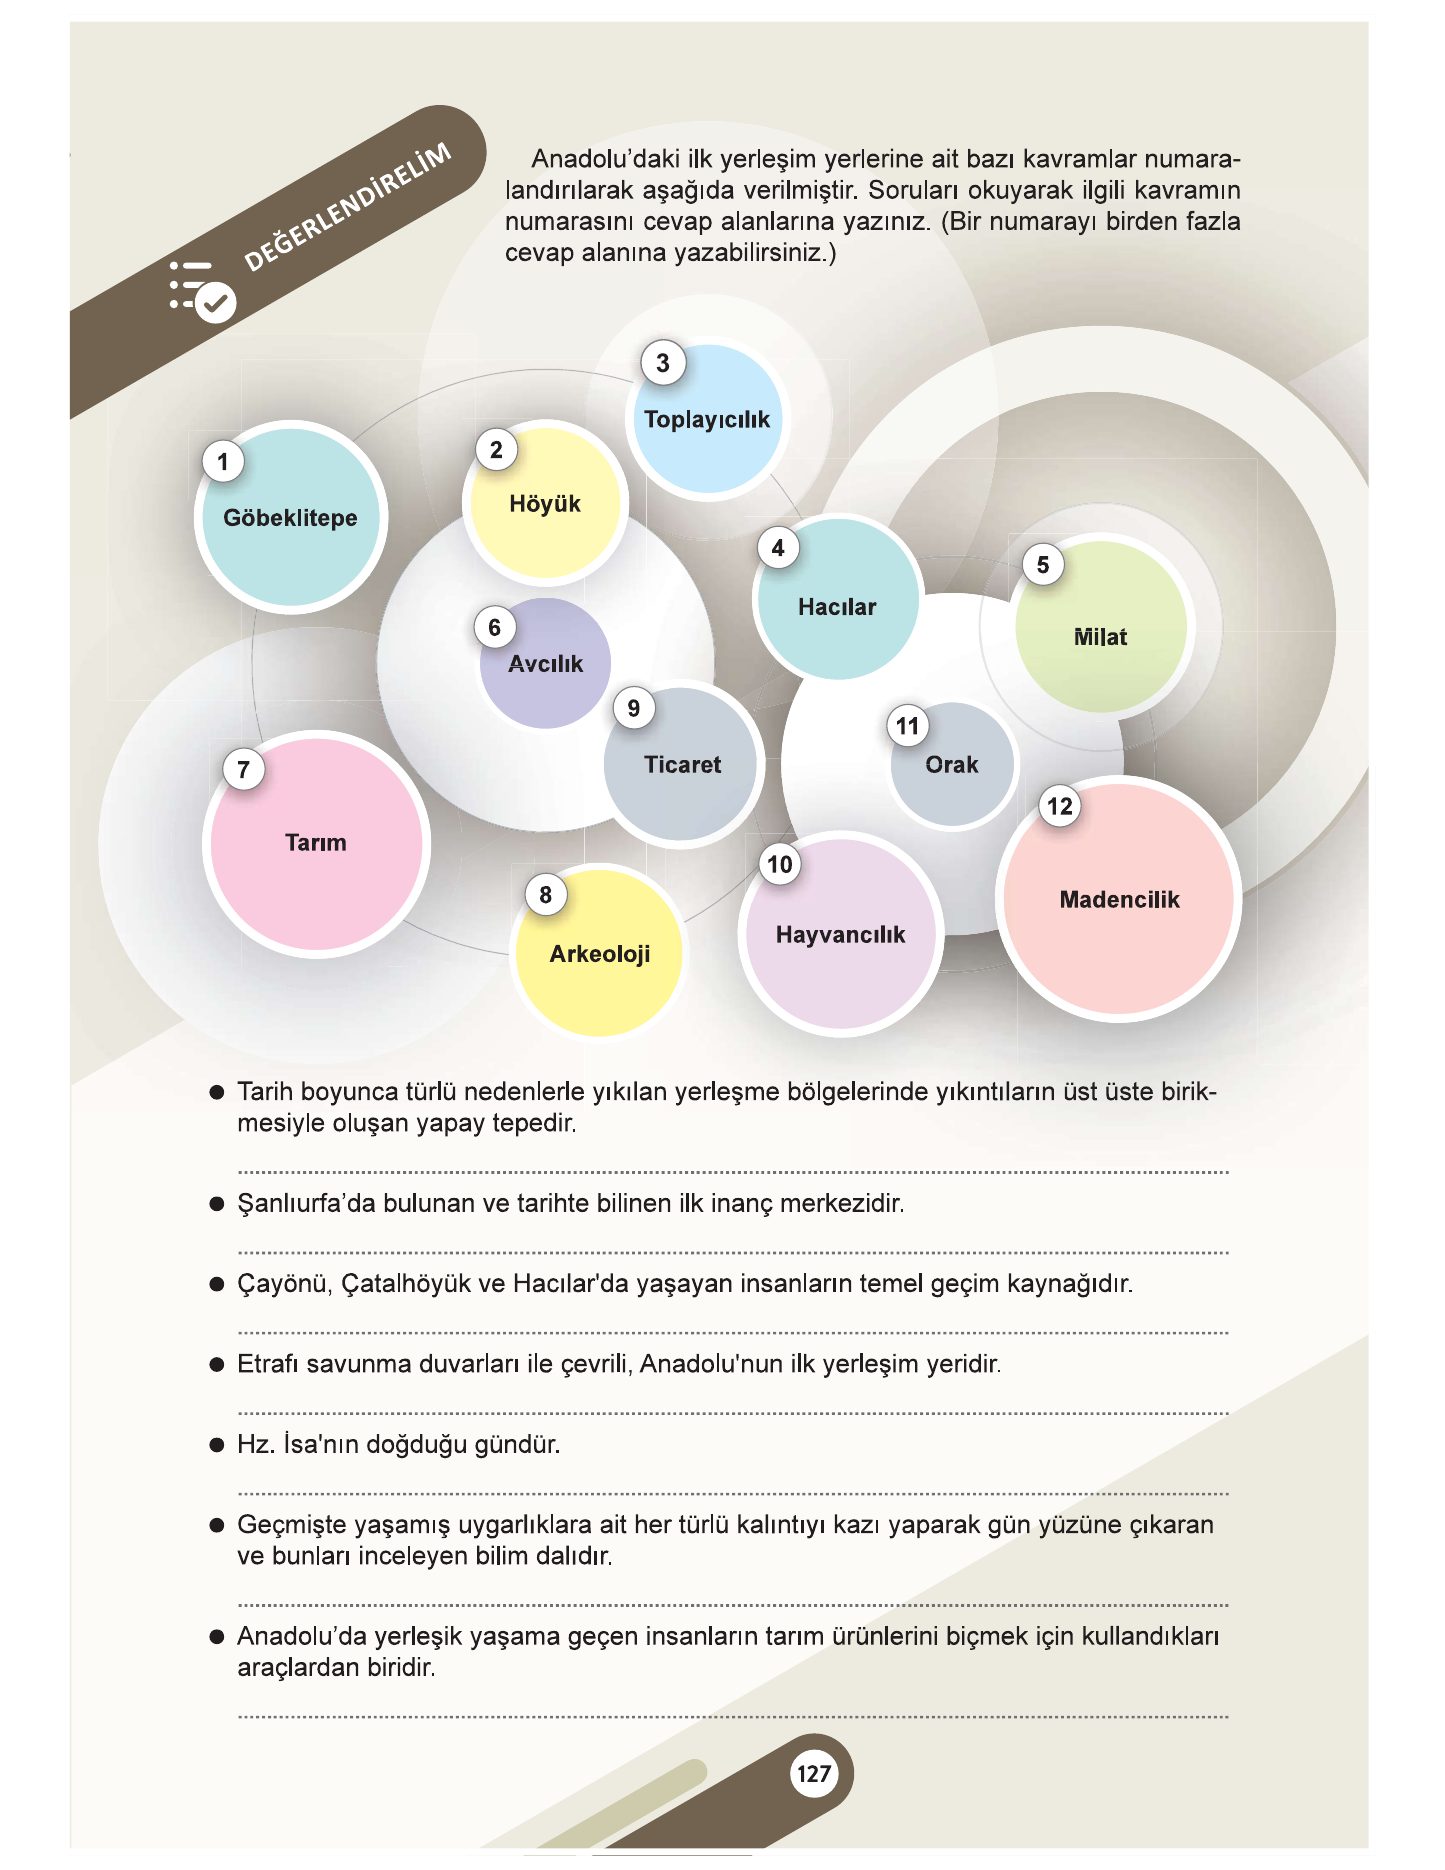 DEĞERLENDİRELİM
Anadolu’daki ilk yerleşim yerlerine ait bazı kavramlar numara-
landırılarak aşağıda verilmiştir. Soruları okuyarak ilgili kavramın
numarasını cevap alanlarına yazınız. (Bir numarayı birden fazla
cevap alanına yazabilirsiniz.)
3
Toplayıcılık
1
Göbeklitepe
2
Höyük
4
Hacılar
5
Milat
6
Avcılık
9
Ticaret
11
Orak
7
Tarım
12
Madencilik
8
Arkeoloji
10
Hayvancılık
● Tarih boyunca türlü nedenlerle yıkılan yerleşme bölgelerinde yıkıntıların üst üste birik-
mesiyle oluşan yapay tepedir.
● Şanlıurfa’da bulunan ve tarihte bilinen ilk inanç merkezidir.
● Çayönü, Çatalhöyük ve Hacılar'da yaşayan insanların temel geçim kaynağıdır.
● Etrafı savunma duvarları ile çevrili, Anadolu'nun ilk yerleşim yeridir.
● Hz. İsa'nın doğduğu gündür.
● Geçmişte yaşamış uygarlıklara ait her türlü kalıntıyı kazı yaparak gün yüzüne çıkaran
ve bunları inceleyen bilim dalıdır.
● Anadolu’da yerleşik yaşama geçen insanların tarım ürünlerini biçmek için kullandıkları
araçlardan biridir.
127